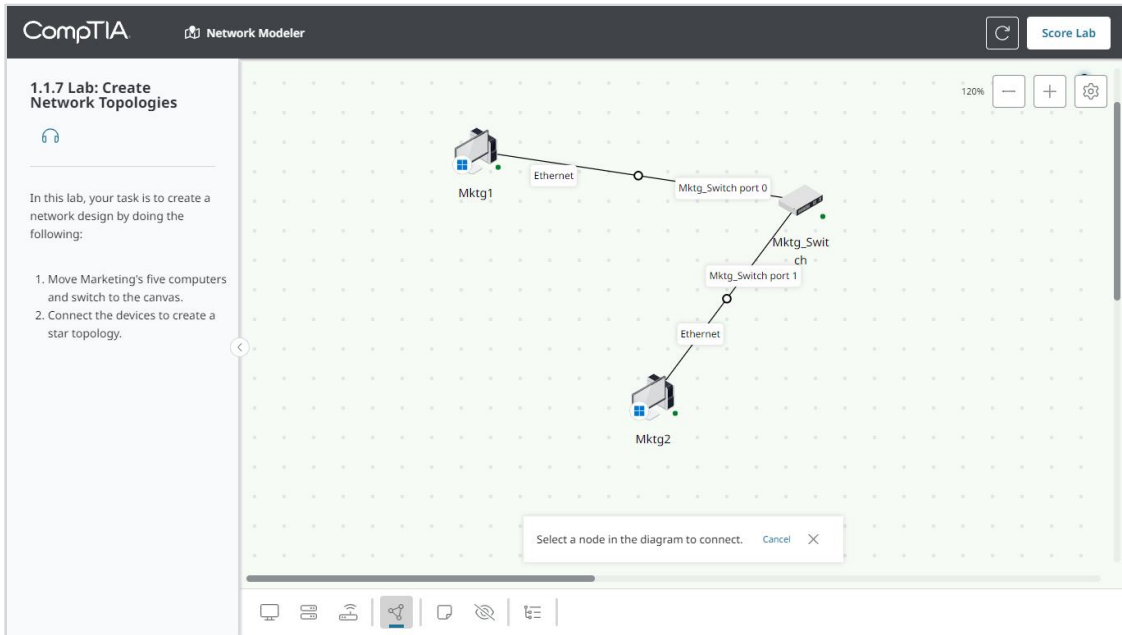 CompTIA.
Network Modeler
Score Lab
1.1.7 Lab: Create
Network Topologies
In this lab, your task is to create a
network design by doing the
following:
1. Move Marketing's five computers
and switch to the canvas.
2. Connect the devices to create a
star topology.
120%
Ethernet
Mktg_Switch port 0
Mktg1
Mktg_Swit
ch
Mktg_Switch port 1
Ethernet
Mktg2
Select a node in the diagram to connect. Cancel